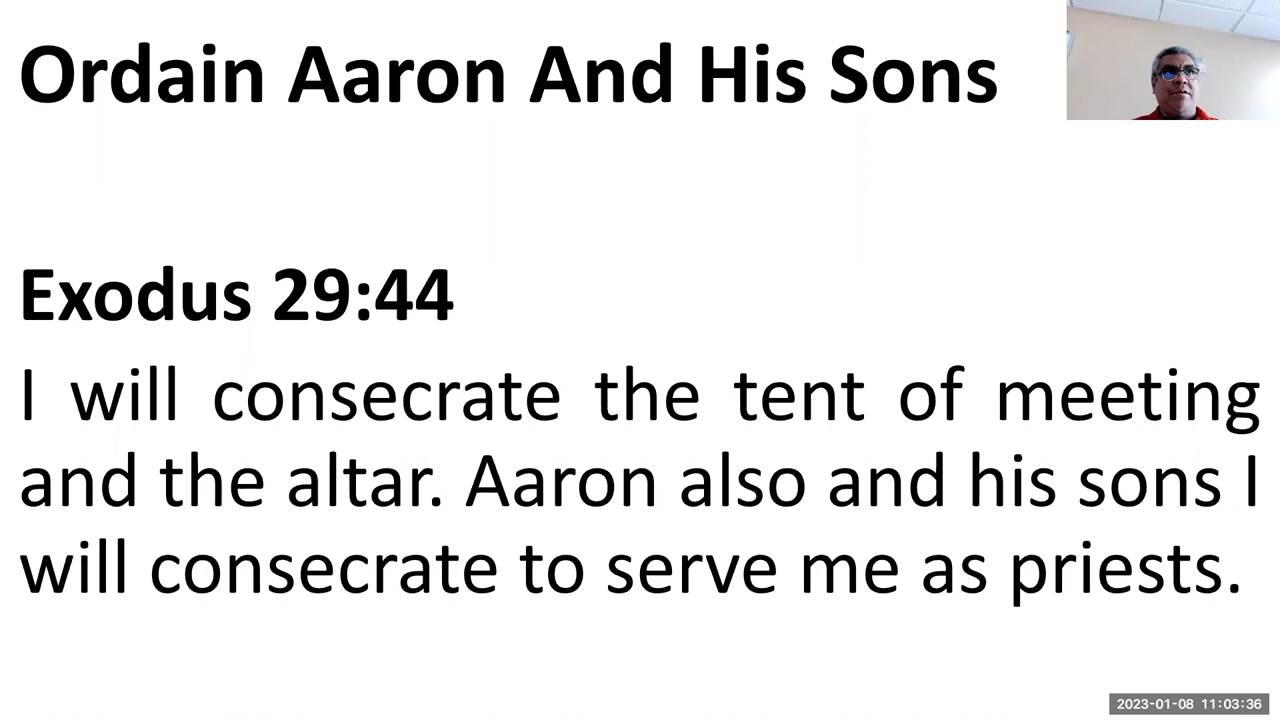 Ordain Aaron And His Sons
Exodus 29:44
I will consecrate the tent of meeting
and the altar. Aaron also and his sons I
will consecrate to serve me as priests.
2023-01-08 11:03:36